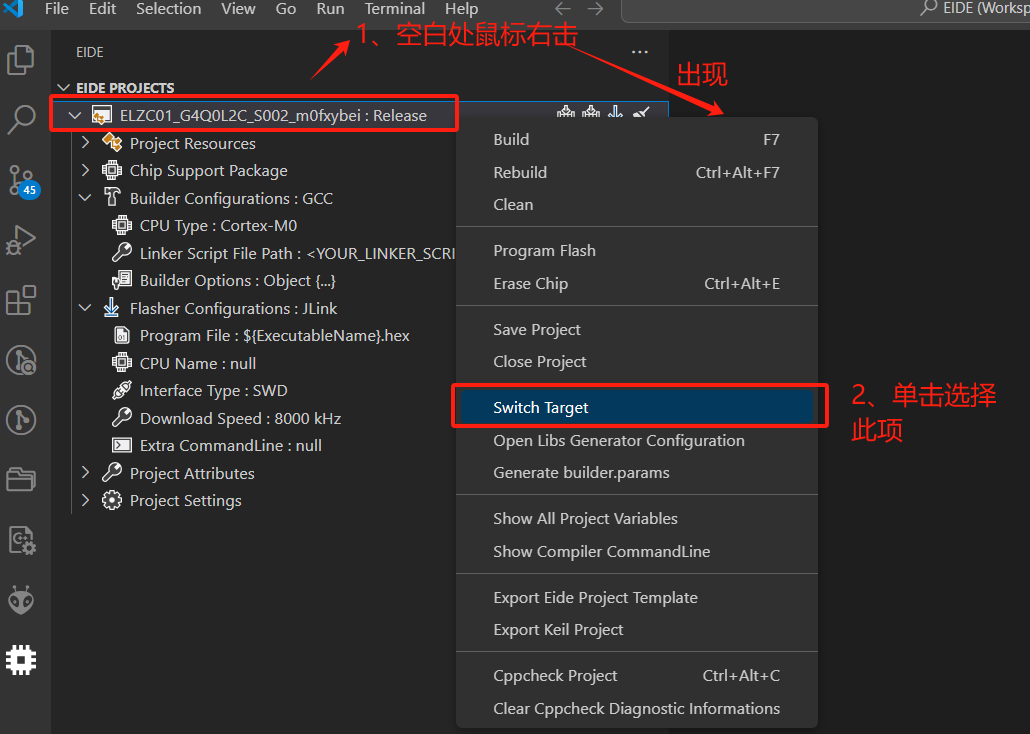 File Edit Selection View Go Run Terminal Help
EIDE (Worksp
1、空白处鼠标右击
EIDE
出现
EIDE PROJECTS
ELZC01_G4Q0L2C_S002_m0fxybei : Release
Project Resources
Chip Support Package
Builder Configurations : GCC
CPU Type : Cortex-M0
Linker Script File Path : <YOUR_LINKER_SCRI
Builder Options : Object {...}
Flasher Configurations : JLink
Program File : ${ExecutableName}.hex
CPU Name : null
Interface Type : SWD
Download Speed : 8000 kHz
Extra CommandLine : null
Project Attributes
Project Settings
45
Build F7
Rebuild Ctrl+Alt+F7
Clean
Program Flash
Erase Chip Ctrl+Alt+E
Save Project
Close Project
Switch Target
Open Libs Generator Configuration
Generate builder.params
Show All Project Variables
Show Compiler CommandLine
Export Eide Project Template
Export Keil Project
Cppcheck Project Ctrl+Alt+C
Clear Cppcheck Diagnostic Informations
2、单击选择
此项